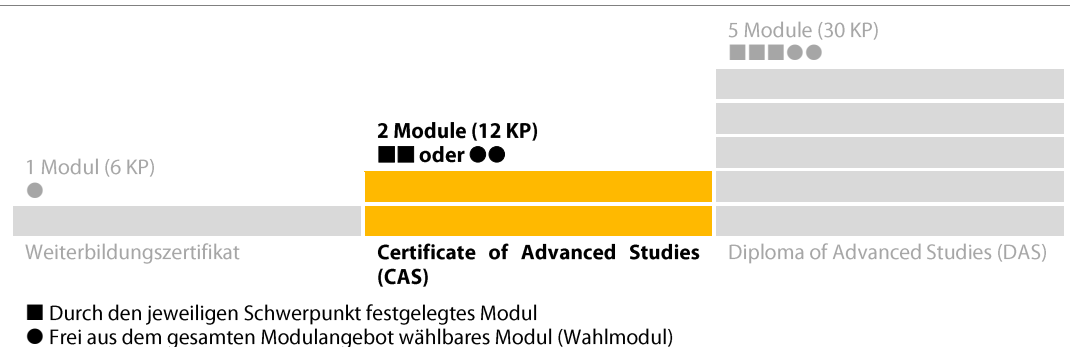 5 Module (30 KP)
■■■●●
2 Module (12 KP)
■■ oder ●●
1 Modul (6 KP)
●
Weiterbildungszertifikat
Certificate of Advanced Studies
(CAS)
Diploma of Advanced Studies (DAS)
■ Durch den jeweiligen Schwerpunkt festgelegtes Modul
● Frei aus dem gesamten Modulangebot wählbares Modul (Wahlmodul)